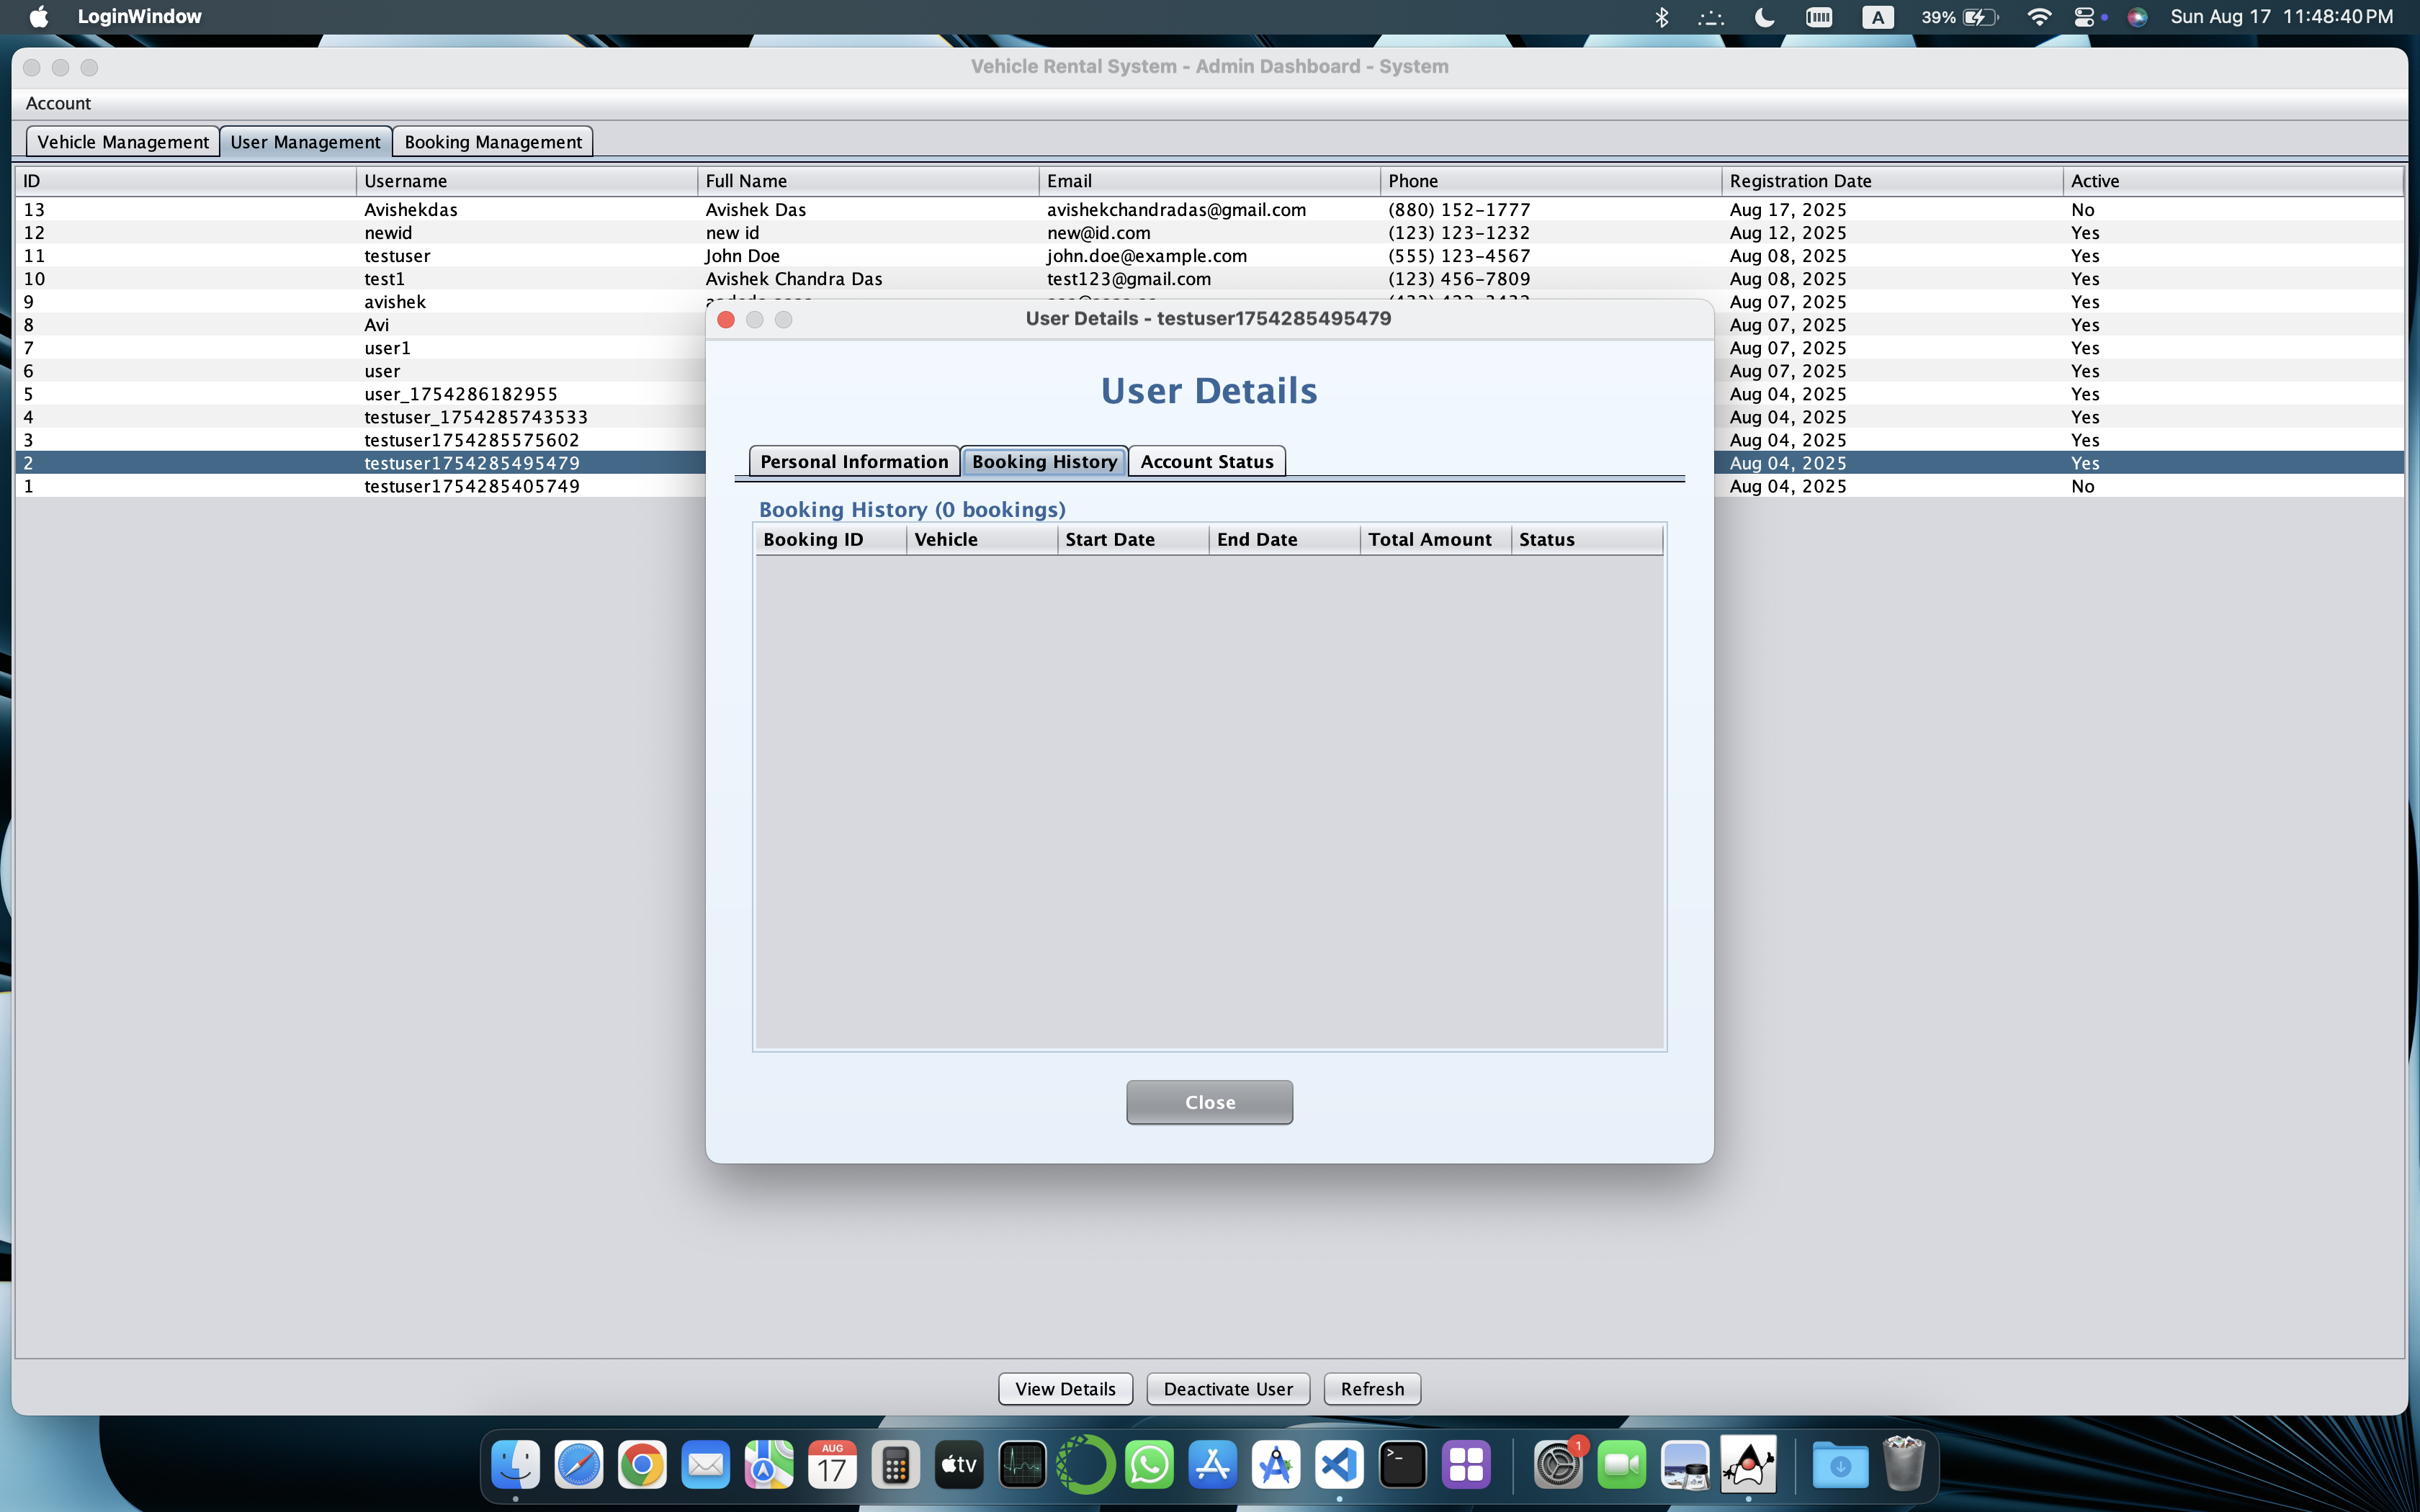 LoginWindow
A
39%
Sun Aug 17 11:48:40 PM
Vehicle Rental System - Admin Dashboard - System
Account
Vehicle Management User Management Booking Management
ID Username Full Name Email Phone Registration Date Active
13 Avishekdas Avishek Das avishekchandradas@gmail.com (880) 152-1777 Aug 17, 2025 No
12 newid new id new@id.com (123) 123-1232 Aug 12, 2025 Yes
11 testuser John Doe john.doe@example.com (555) 123-4567 Aug 08, 2025 Yes
10 test1 Avishek Chandra Das test123@gmail.com (123) 456-7809 Aug 08, 2025 Yes
9 avishek Aug 07, 2025 Yes
8 Avi Aug 07, 2025 Yes
7 user1 Aug 07, 2025 Yes
6 user Aug 07, 2025 Yes
5 user_1754286182955 Aug 04, 2025 Yes
4 testuser_1754285743533 Aug 04, 2025 Yes
3 testuser1754285575602 Aug 04, 2025 Yes
2 testuser1754285495479 Aug 04, 2025 Yes
1 testuser1754285405749 Aug 04, 2025 No
User Details - testuser1754285495479
User Details
Personal Information Booking History Account Status
Booking History (0 bookings)
Booking ID Vehicle Start Date End Date Total Amount Status
Close
View Details Deactivate User Refresh
AUG
17
tv
1